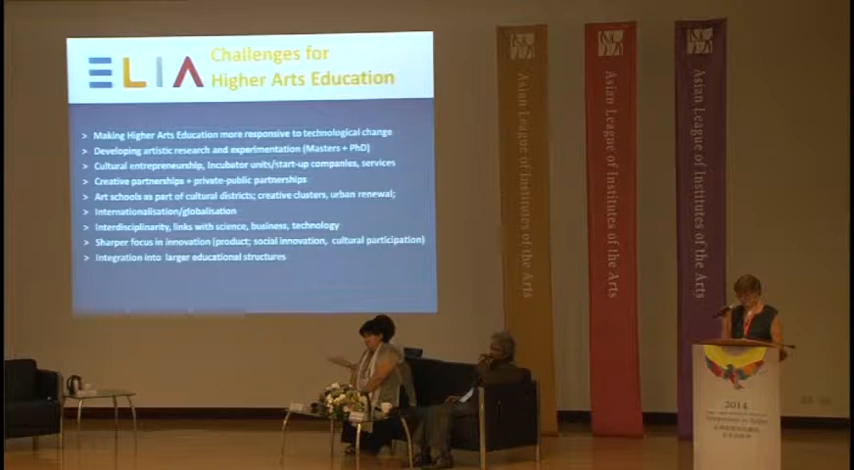 ELIA
Challenges for
Higher Arts Education
> Making Higher Arts Education more responsive to technological change
> Developing artistic research and experimentation (Masters + PhD)
> Cultural entrepreneurship, Incubator units/start-up companies, services
> Creative partnerships + private-public partnerships
> Art schools as part of cultural districts; creative clusters, urban renewal;
> Internationalisation/globalisation
> Interdisciplinarity, links with science, business, technology
> Sharper focus in innovation (product; social innovation, cultural participation)
> Integration into larger educational structures
Asian League of Institutes of the Arts
Asian League of Institutes of the Arts
Asian League of Institutes of the Arts
2014